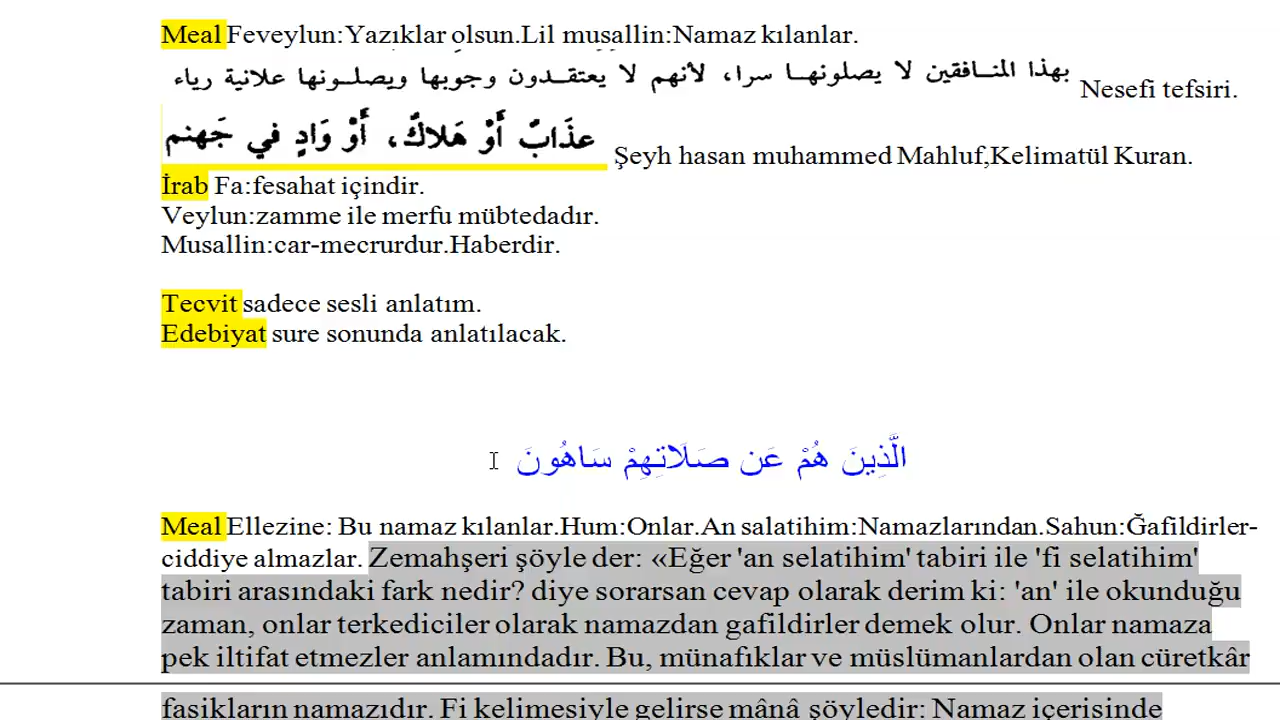 Meal Feveylun:Yazıklar olsun.Lil musallin:Namaz kılanlar.
بهذا المنافقين لا يصلونها سرا، لأنهم لا يعتقدون وجوبها ويصلونها علانية رياء Nesefi tefsiri.
عذَابٌ أَوْ هَلاكٌ، أَوْ وَادٍ في جَهنم Şeyh hasan muhammed Mahluf,Kelimatül Kuran.
İrab Fa:fesahat içindir.
Veylun:zamme ile merfu mübtedadır.
Musallin:car-mecrurdur.Haberdir.
Tecvit sadece sesli anlatım.
Edebiyat sure sonunda anlatılacak.
الَّذِينَ هُمْ عَن صَلَاتِهِمْ سَاهُونَ
Meal Ellezine: Bu namaz kılanlar.Hum:Onlar.An salatihim:Namazlarından.Sahun:Ğafildirler-
ciddiye almazlar. Zemahşeri şöyle der: «Eğer 'an selatihim' tabiri ile 'fi selatihim'
tabiri arasındaki fark nedir? diye sorarsan cevap olarak derim ki: 'an' ile okunduğu
zaman, onlar terkediciler olarak namazdan gafildirler demek olur. Onlar namaza
pek iltifat etmezler anlamındadır. Bu, münafıklar ve müslümanlardan olan cüretkâr
fasikların namazıdır. Fi kelimesiyle gelirse mânâ şöyledir: Namaz içerisinde